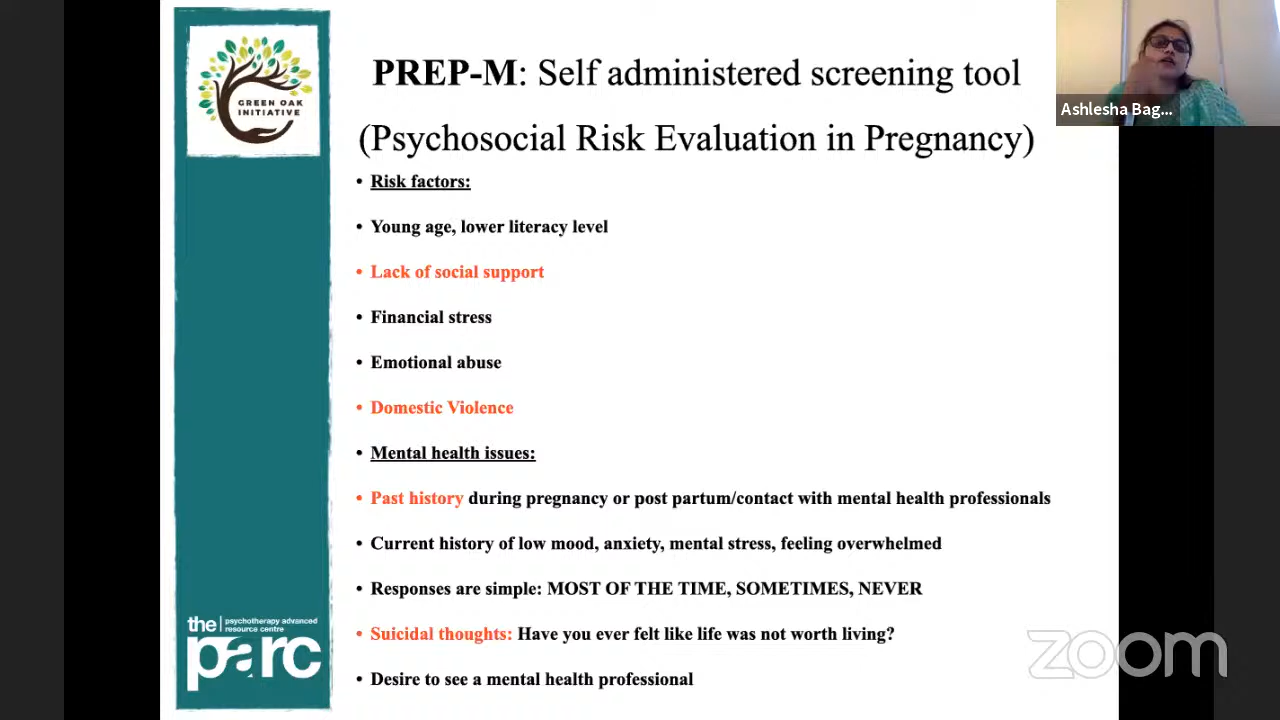 GREEN OAK
INITIATIVE
PREP-M: Self administered screening tool
(Psychosocial Risk Evaluation in Pregnancy)
Ashlesha Bag...
• Risk factors:
• Young age, lower literacy level
• Lack of social support
• Financial stress
• Emotional abuse
• Domestic Violence
• Mental health issues:
• Past history during pregnancy or post partum/contact with mental health professionals
• Current history of low mood, anxiety, mental stress, feeling overwhelmed
• Responses are simple: MOST OF THE TIME, SOMETIMES, NEVER
• Suicidal thoughts: Have you ever felt like life was not worth living?
• Desire to see a mental health professional
the | psychotherapy advanced
resource centre
parc
zoom